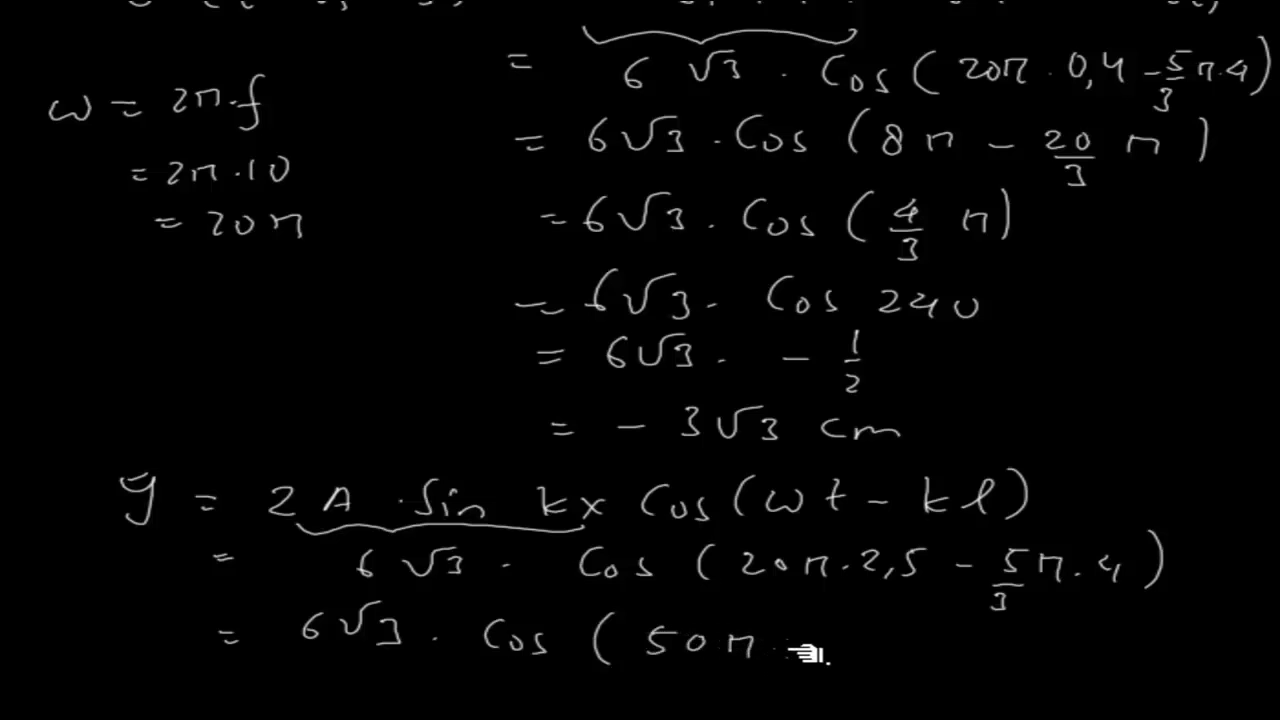 = 6√3 . Cos (20π . 0,4 - 5/3 π.4)
ω = 2π.f
= 6√3 . Cos (8π - 20/3 π)
= 2π.10
= 20π
= 6√3 . Cos (4/3 π)
= 6√3 . Cos 240
= 6√3 . - 1/2
= - 3√3 cm
y = 2A . Sin kx Cos (ωt - kl)
= 6√3 . Cos (20π.2,5 - 5/3 π.4)
= 6√3 . Cos (50π